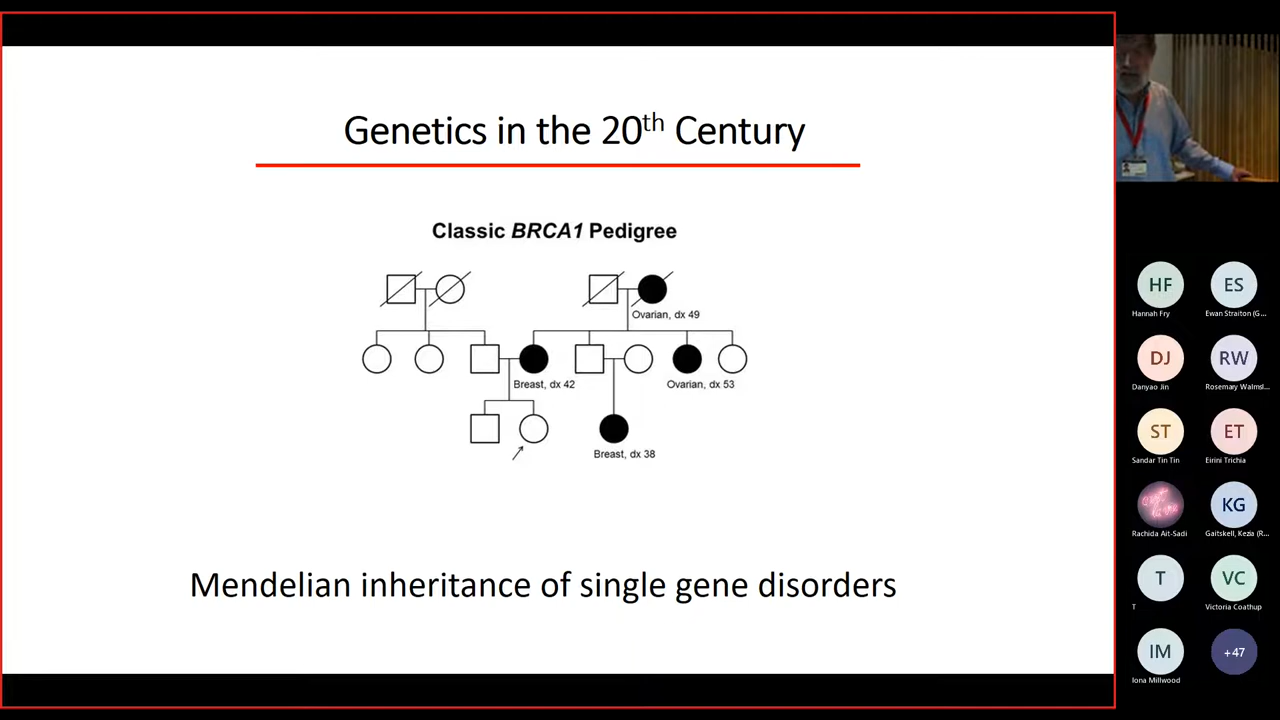 Genetics in the 20th Century
Classic BRCA1 Pedigree
Ovarian, dx 49
Breast, dx 42
Ovarian, dx 53
Breast, dx 38
Mendelian inheritance of single gene disorders
HF
ES
Hannah Fry
Ewan Straiton (G...
DJ
RW
Danyao Jin
Rosemary Walmsl...
ST
ET
Sandar Tin Tin
Eirini Trichia
KG
Rachida Ait-Sadi
Gaitskell, Kezia (R...
T
VC
T
Victoria Coathup
IM
+47
Iona Millwood